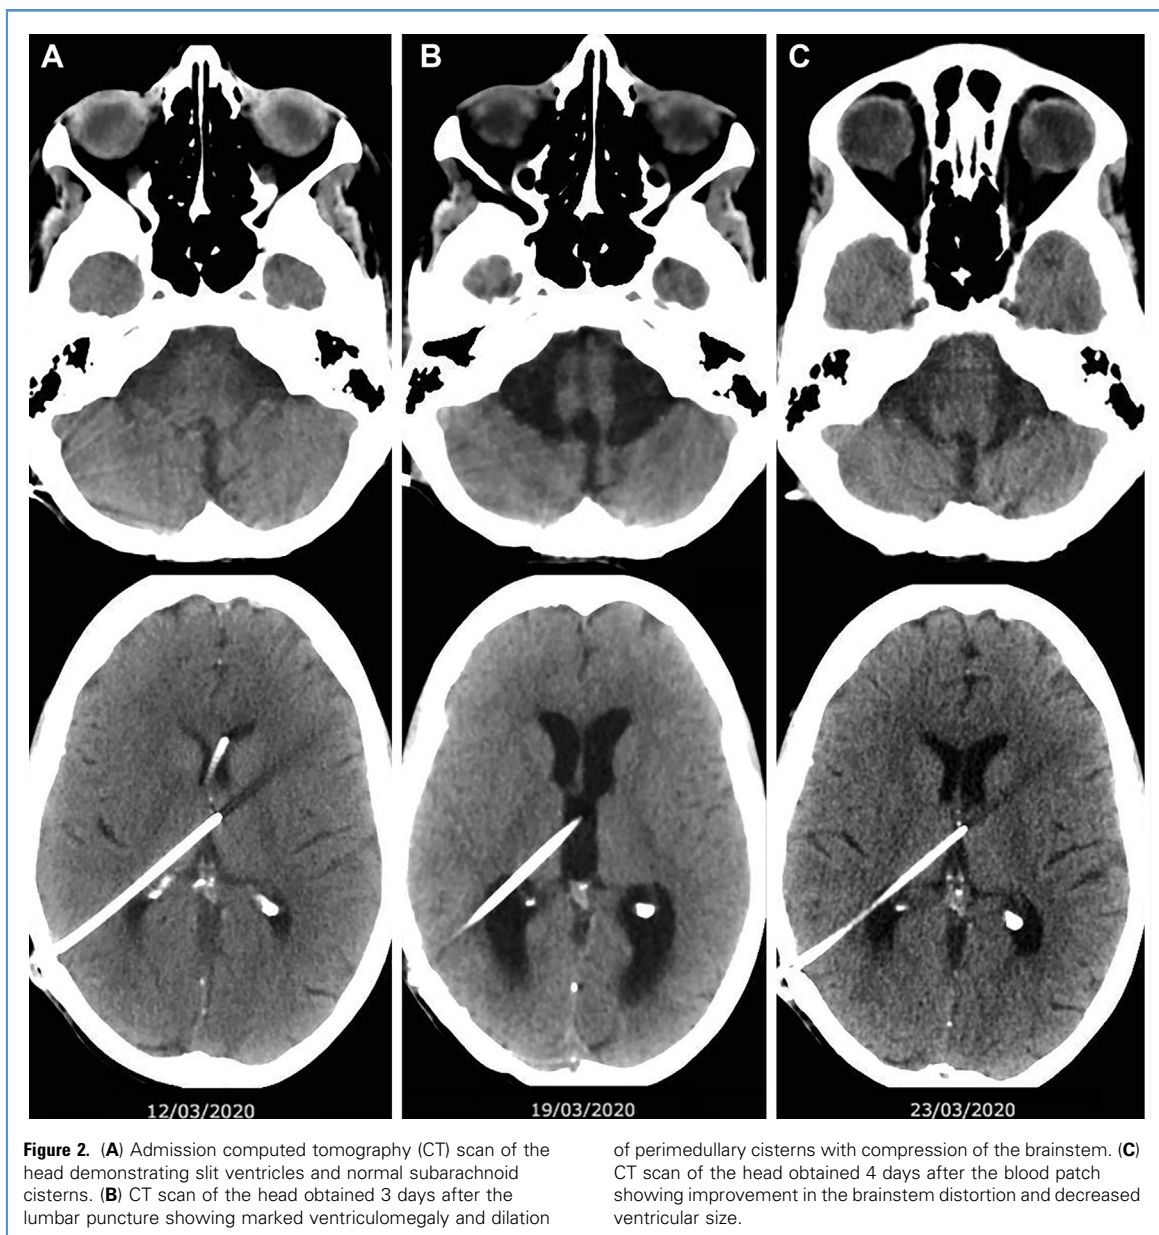 A
B
C
12/03/2020
19/03/2020
23/03/2020
Figure 2. (A) Admission computed tomography (CT) scan of the
head demonstrating slit ventricles and normal subarachnoid
cisterns. (B) CT scan of the head obtained 3 days after the
lumbar puncture showing marked ventriculomegaly and dilation
of perimedullary cisterns with compression of the brainstem. (C)
CT scan of the head obtained 4 days after the blood patch
showing improvement in the brainstem distortion and decreased
ventricular size.